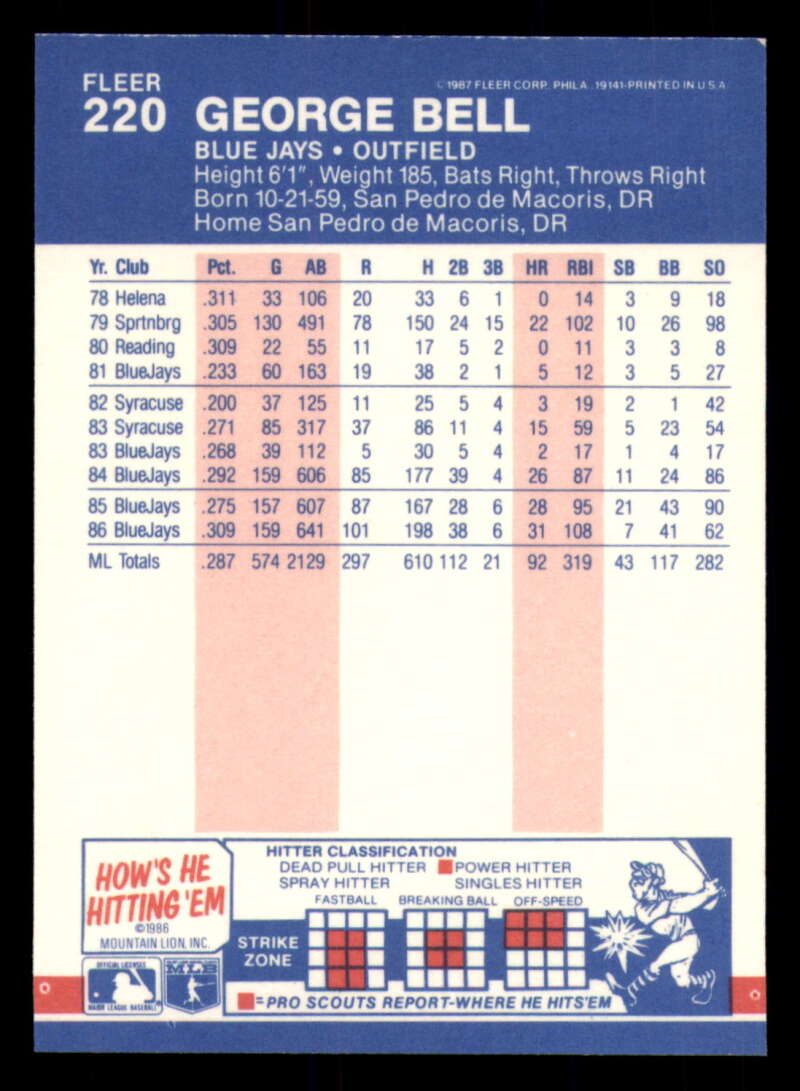 FLEER
©1987 FLEER CORP. PHILA. 19141-PRINTED IN U.S.A.
220 GEORGE BELL
BLUE JAYS • OUTFIELD
Height 6'1", Weight 185, Bats Right, Throws Right
Born 10-21-59, San Pedro de Macoris, DR
Home San Pedro de Macoris, DR
Yr. Club Pct. G AB R H 2B 3B HR RBI SB BB SO
78 Helena .311 33 106 20 33 6 1 0 14 3 9 18
79 Sprtnbrg .305 130 491 78 150 24 15 22 102 10 26 98
80 Reading .309 22 55 11 17 5 2 0 11 3 3 8
81 BlueJays .233 60 163 19 38 2 1 5 12 3 5 27
82 Syracuse .200 37 125 11 25 5 4 3 19 2 1 42
83 Syracuse .271 85 317 37 86 11 4 15 59 5 23 54
83 BlueJays .268 39 112 5 30 5 4 2 17 1 4 17
84 BlueJays .292 159 606 85 177 39 4 26 87 11 24 86
85 BlueJays .275 157 607 87 167 28 6 28 95 21 43 90
86 BlueJays .309 159 641 101 198 38 6 31 108 7 41 62
ML Totals .287 574 2129 297 610 112 21 92 319 43 117 282
HOW'S HE
HITTING 'EM
©1986
MOUNTAIN LION, INC.
HITTER CLASSIFICATION
DEAD PULL HITTER POWER HITTER
SPRAY HITTER SINGLES HITTER
FASTBALL BREAKING BALL OFF-SPEED
STRIKE
ZONE
=PRO SCOUTS REPORT-WHERE HE HITS'EM
OFFICIAL LICENSEE
MAJOR LEAGUE BASEBALL
MLB